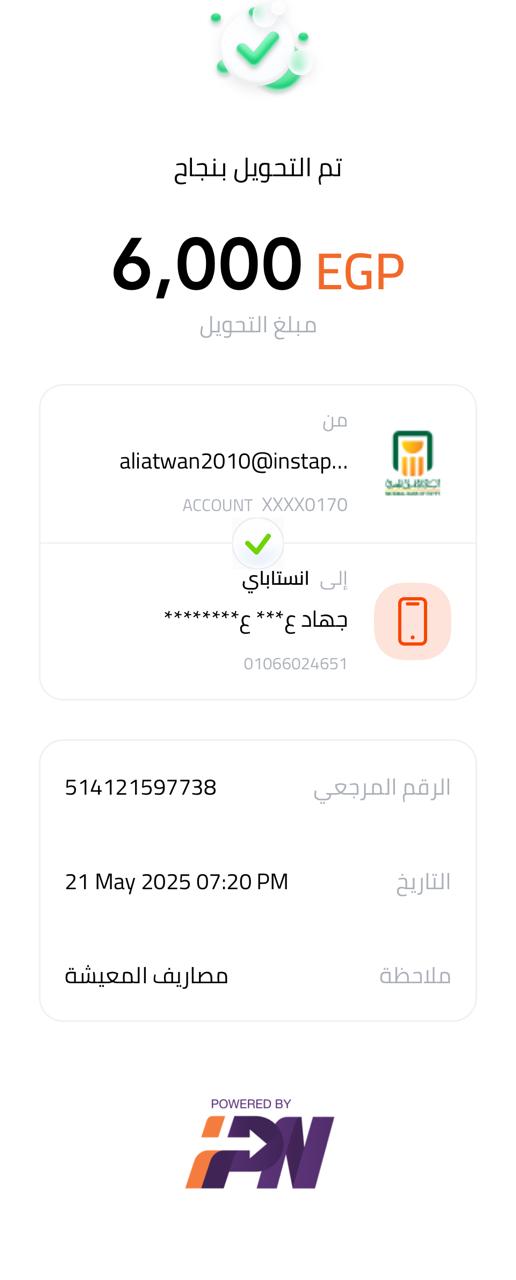 تم التحويل بنجاح
6,000 EGP
مبلغ التحويل
من
aliatwan2010@instap...
ACCOUNT XXXX0170
إلى انستاباي
جهاد ع*** ع********
01066024651
الرقم المرجعي 514121597738
التاريخ 21 May 2025 07:20 PM
ملاحظة مصاريف المعيشة
POWERED BY
iPN